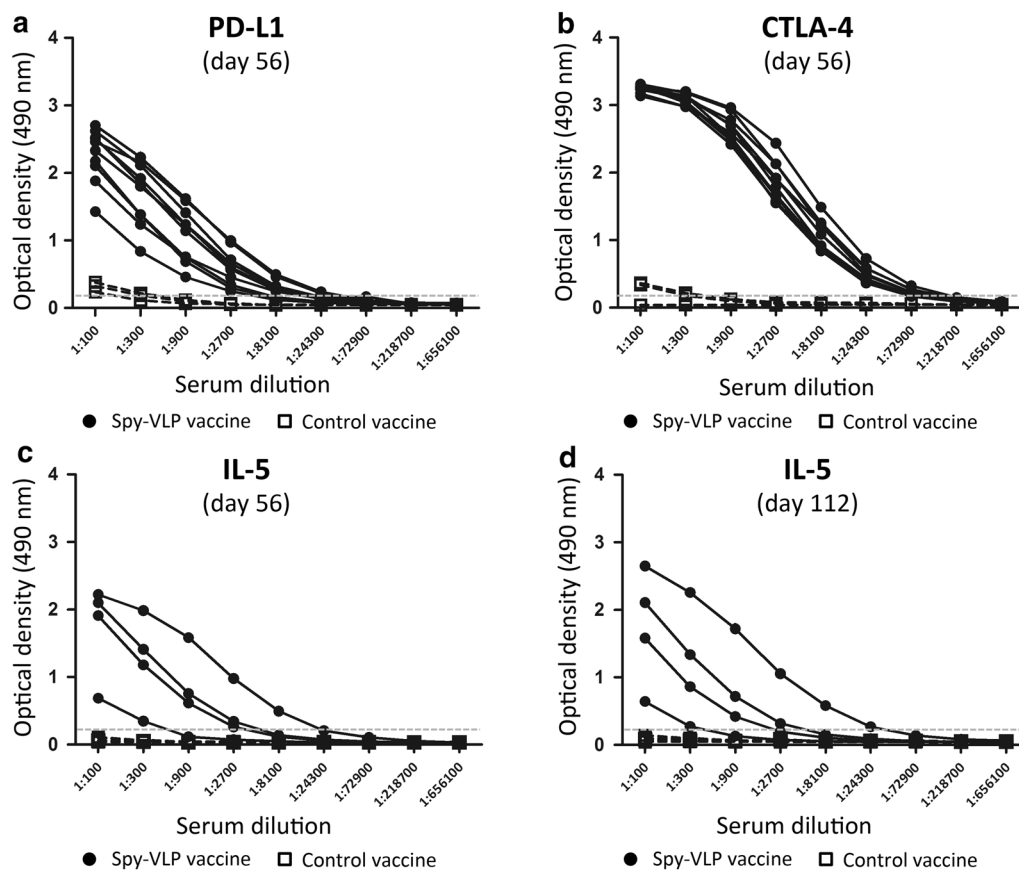 a
PD-L1
(day 56)
Optical density (490 nm)
4
3
2
1
0
1:100
1:300
1:900
1:2700
1:8100
1:24300
1:72900
1:218700
1:656100
Serum dilution
Spy-VLP vaccine
Control vaccine
b
CTLA-4
(day 56)
Optical density (490 nm)
4
3
2
1
0
1:100
1:300
1:900
1:2700
1:8100
1:24300
1:72900
1:218700
1:656100
Serum dilution
Spy-VLP vaccine
Control vaccine
c
IL-5
(day 56)
Optical density (490 nm)
4
3
2
1
0
1:100
1:300
1:900
1:2700
1:8100
1:24300
1:72900
1:218700
1:656100
Serum dilution
Spy-VLP vaccine
Control vaccine
d
IL-5
(day 112)
Optical density (490 nm)
4
3
2
1
0
1:100
1:300
1:900
1:2700
1:8100
1:24300
1:72900
1:218700
1:656100
Serum dilution
Spy-VLP vaccine
Control vaccine